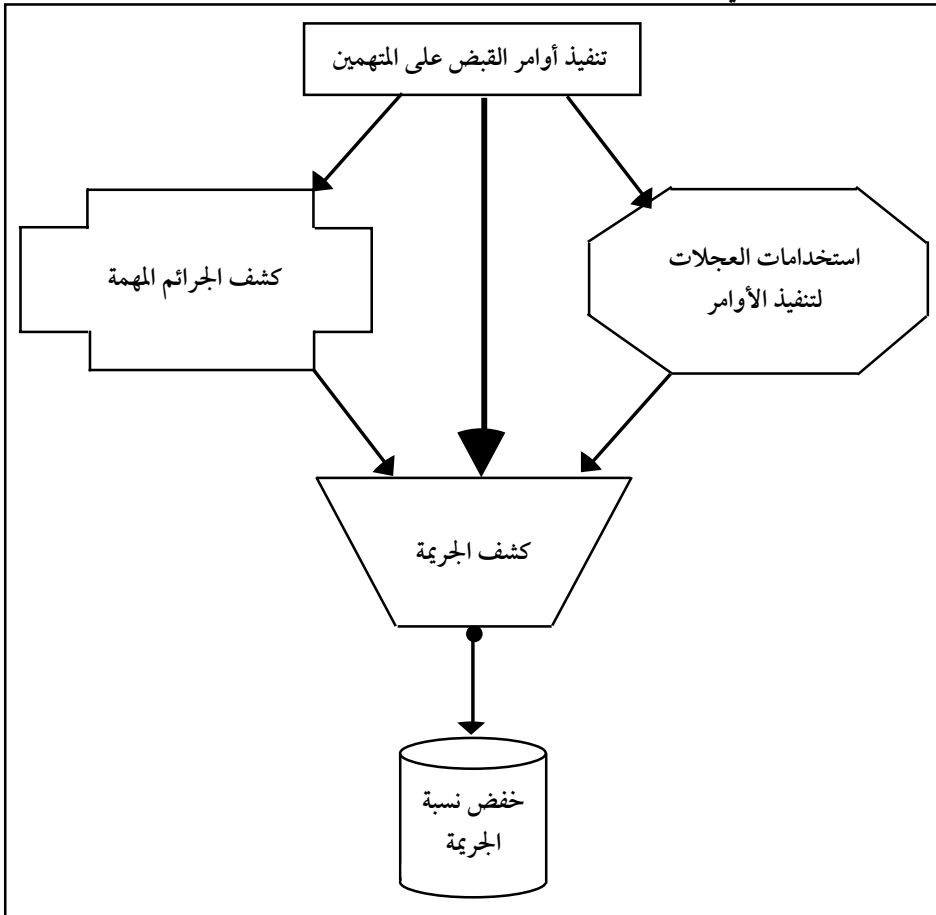 تنفيذ أوامر القبض على المتهمين
استخدامات العجلات
لتنفيذ الأوامر
كشف الجرائم المهمة
كشف الجريمة
خفض نسبة
الجريمة